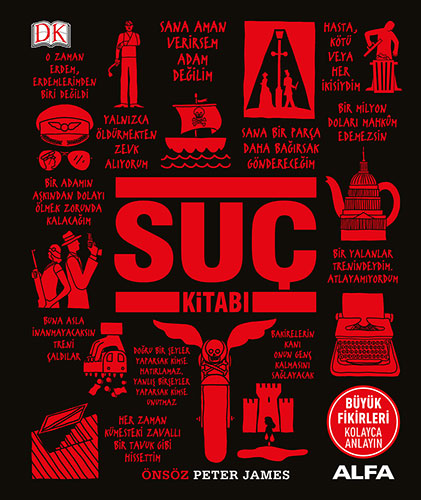 DK
O ZAMAN
ERDEM,
ERDEMLERİMDEN
BİRİ DEĞİLDİ
SANA AMAN
VERİRSEM
ADAM
DEĞİLİM
HASTA,
KÖTÜ
VEYA
HER
İKİSİYDİM
YALNIZCA
ÖLDÜRMEKTEN
ZEVK
ALIYORUM
SANA BİR PARÇA
DAHA BAĞIRSAK
GÖNDERECEĞİM
BİR MİLYON
DOLARI MAHKÛM
EDEMEZSİN
BİR ADAMIN
AŞKINDAN DOLAYI
ÖLMEK ZORUNDA
KALACAĞIM
SUÇ
KİTABI
BİR YALANLAR
TRENİNDEYDİM.
ATLAYAMIYORDUM
BUNA ASLA
İNANMAYACAKSIN
TRENİ
ÇALDILAR
DOĞRU BİR ŞEYLER
YAPARSAK KİMSE
HATIRLAMAZ.
YANLIŞ BİRŞEYLER
YAPARSAK KİMSE
UNUTMAZ
BAKİRELERİN
KANI
ONUN GENÇ
KALMASINI
SAĞLAYACAK
HER ZAMAN
KÜMESTEKİ ZAVALLI
BİR TAVUK GİBİ
HİSSETTİM
BÜYÜK
FİKİRLERİ
KOLAYCA
ANLAYIN
ÖNSÖZ PETER JAMES
ALFA